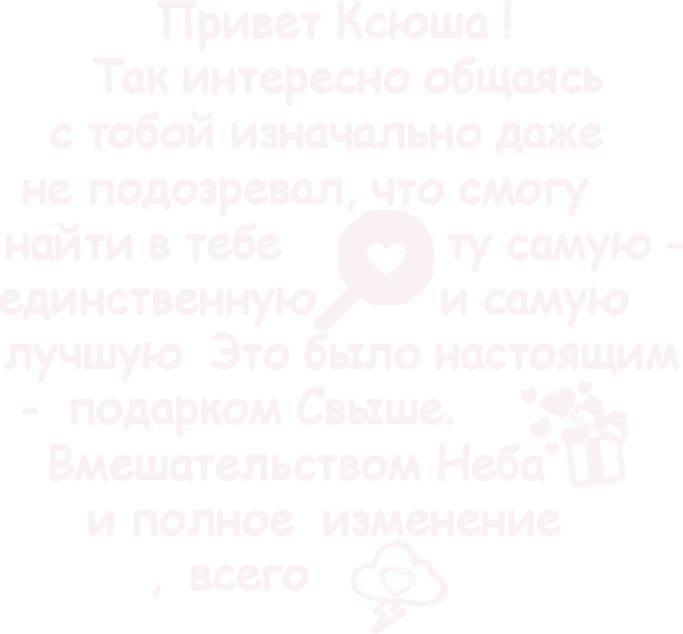 Привет Ксюша !
Так интересно общаясь
с тобой изначально даже
не подозревал, что смогу
найти в тебе ту самую -
единственную и самую
лучшую Это было настоящим
- подарком Свыше.
Вмешательством Неба
и полное изменение
, всего